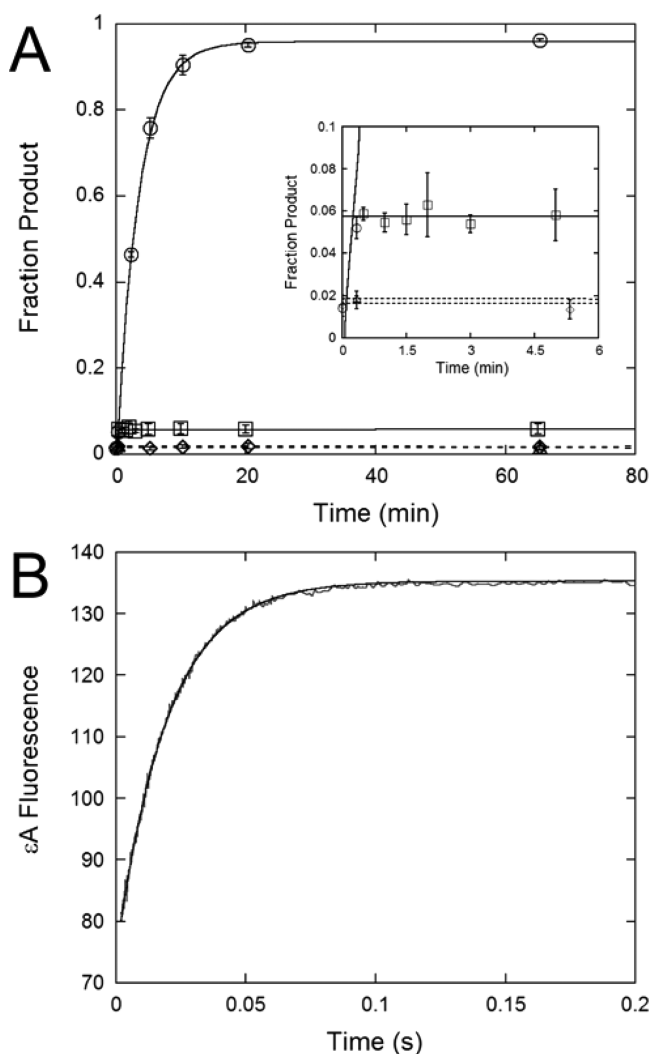 A
1
0.8
0.6
0.4
0.2
0
Fraction Product
0 20 40 60 80
Time (min)
0.1
0.08
0.06
0.04
0.02
0
Fraction Product
0 1.5 3 4.5 6
Time (min)
B
140
130
120
110
100
90
80
70
εA Fluorescence
0 0.05 0.1 0.15 0.2
Time (s)